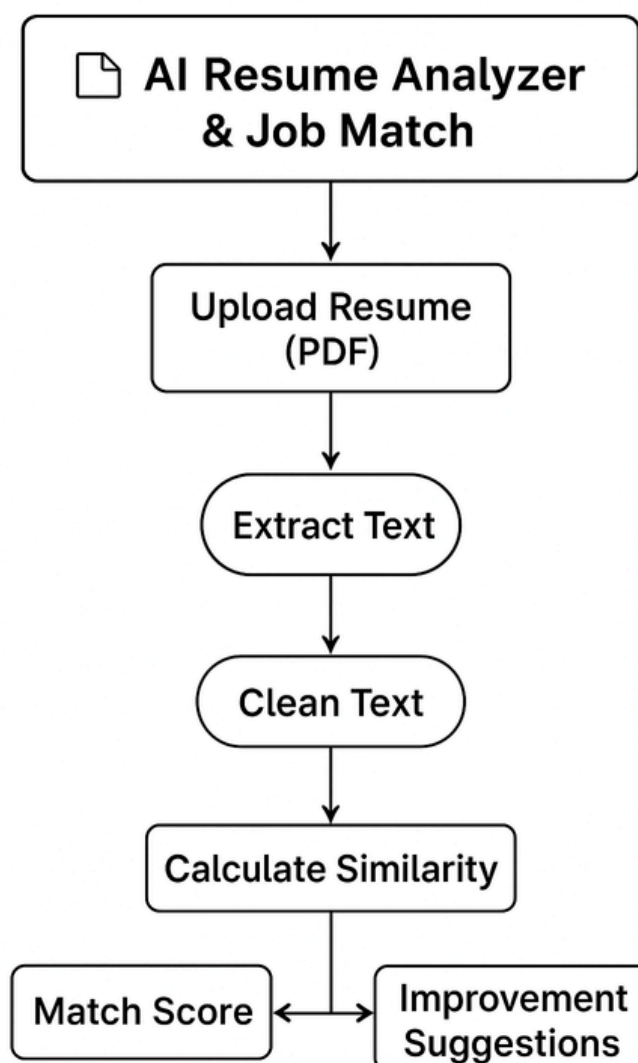 AI Resume Analyzer
& Job Match
Upload Resume
(PDF)
Extract Text
Clean Text
Calculate Similarity
Match Score
Improvement
Suggestions